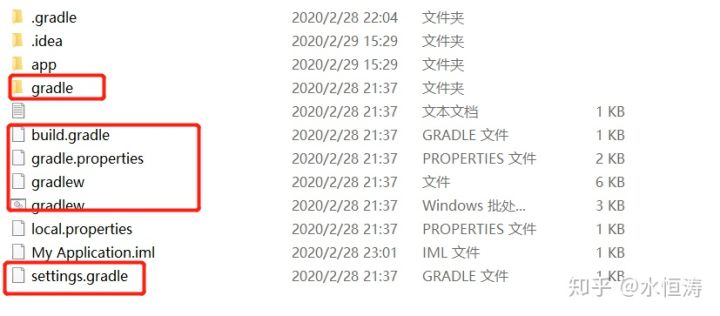 .gradle 2020/2/28 22:04 文件夹
.idea 2020/2/29 15:29 文件夹
app 2020/2/29 15:29 文件夹
gradle 2020/2/28 21:37 文件夹
2020/2/28 21:37 文本文档 1 KB
build.gradle 2020/2/28 21:37 GRADLE 文件 1 KB
gradle.properties 2020/2/28 21:37 PROPERTIES 文件 2 KB
gradlew 2020/2/28 21:37 文件 6 KB
gradlew 2020/2/28 21:37 Windows 批处... 3 KB
local.properties 2020/2/28 21:37 PROPERTIES 文件 1 KB
My Application.iml 2020/2/28 23:01 IML 文件 1 KB
settings.gradle 2020/2/28 21:37 GRADLE 文件 1 KB
知乎 @水恒涛